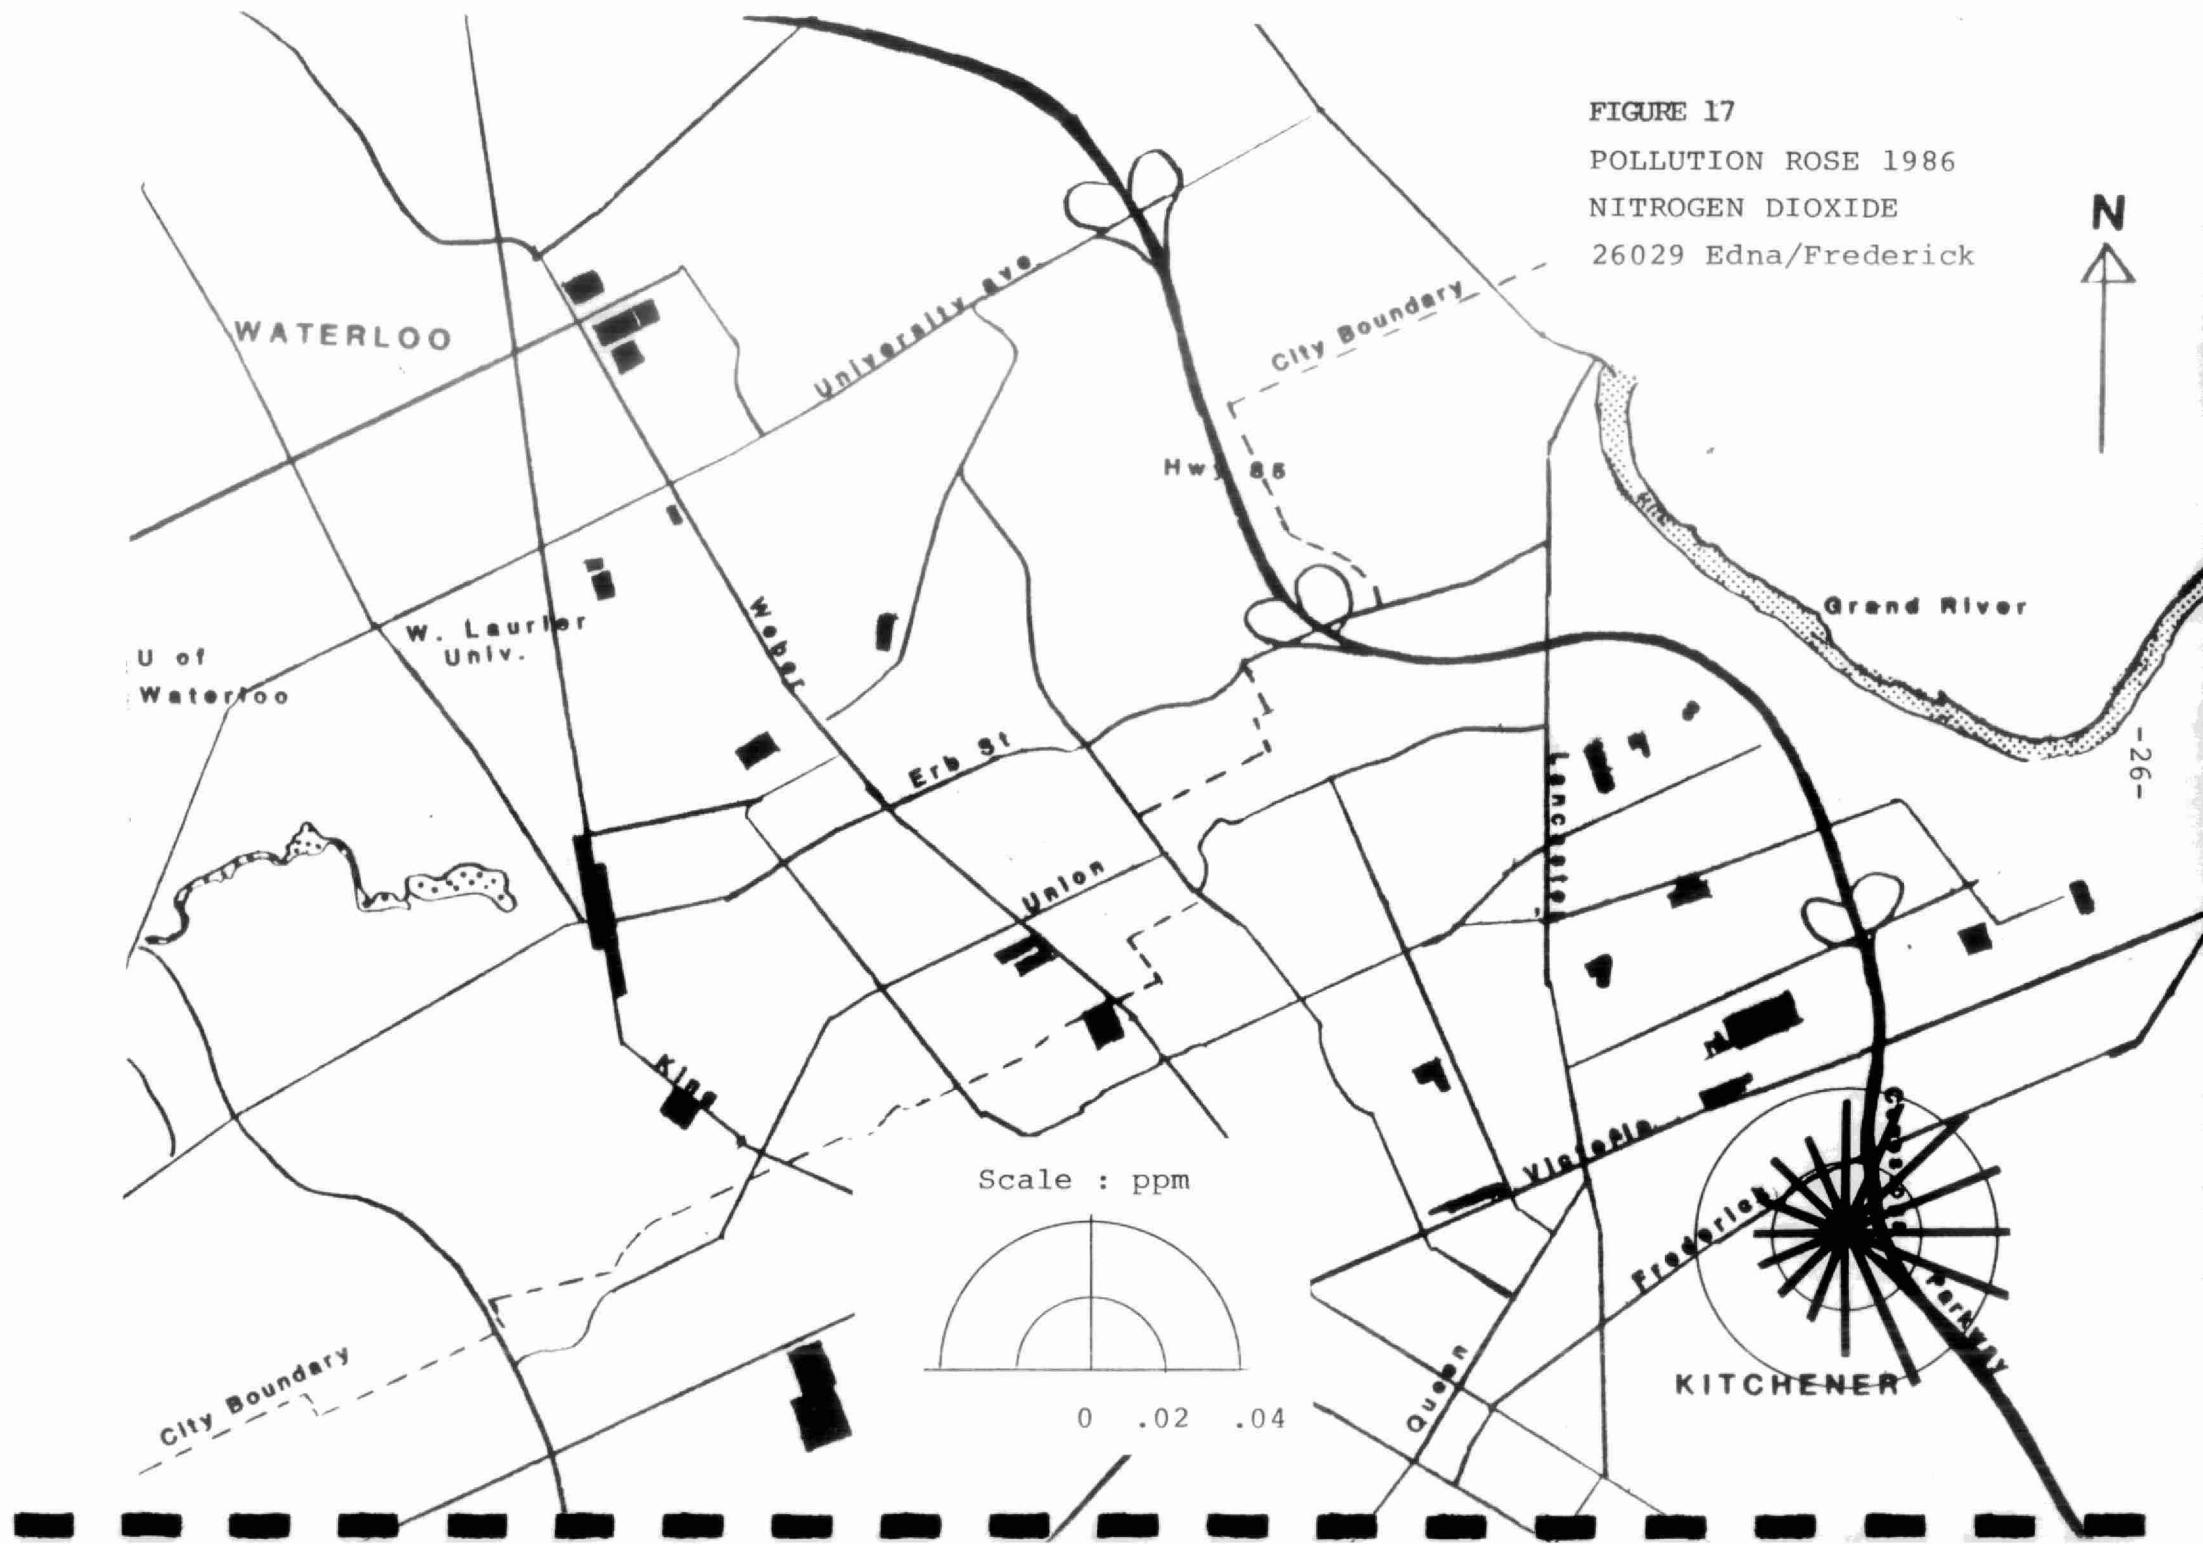 FIGURE 17
POLLUTION ROSE 1986
NITROGEN DIOXIDE
26029 Edna/Frederick
N
WATERLOO
University ave.
City Boundary
Hwy 86
Grand River
W. Laurier
Univ.
U of
Waterloo
Weber
Erb St
Lancaster
-26-
Union
King
Victoria
Frederick
Parkway
KITCHENER
Queen
City Boundary
Scale : ppm
0 .02 .04